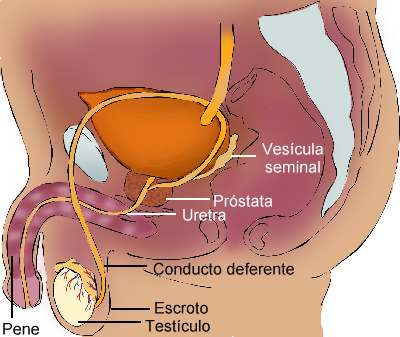 Vesícula
seminal
Próstata
Uretra
Conducto deferente
Escroto
Pene
Testículo